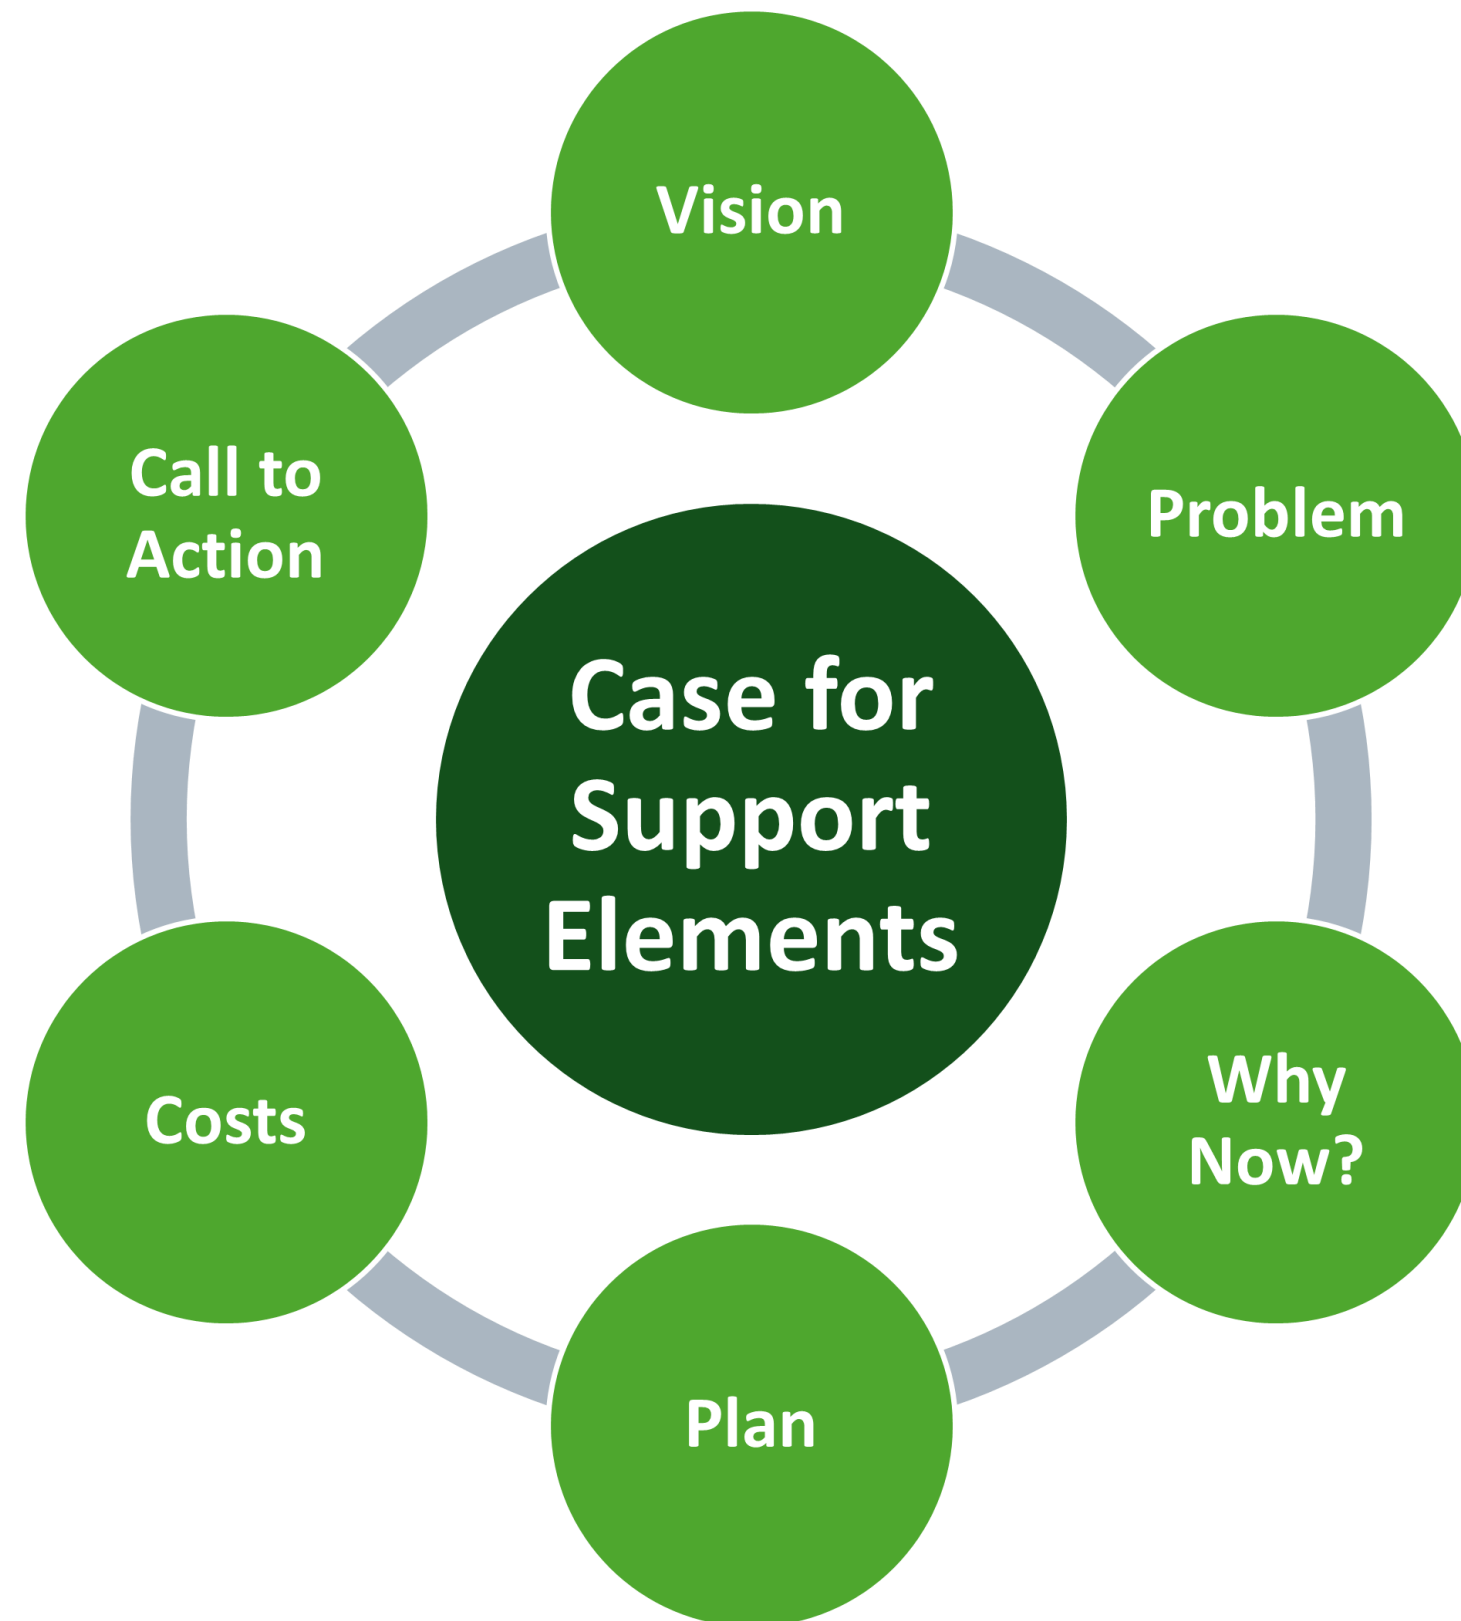 Vision
Problem
Why
Now?
Plan
Costs
Call to
Action
Case for
Support
Elements